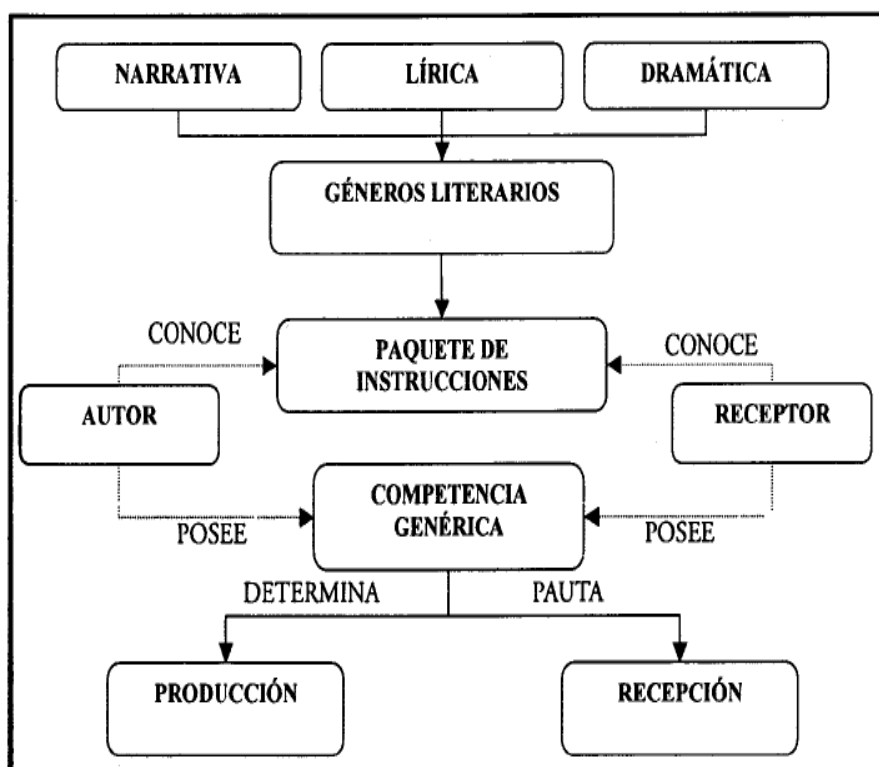 NARRATIVA
LÍRICA
DRAMÁTICA
GÉNEROS LITERARIOS
CONOCE
PAQUETE DE
INSTRUCCIONES
CONOCE
AUTOR
RECEPTOR
COMPETENCIA
GENÉRICA
POSEE
POSEE
DETERMINA
PAUTA
PRODUCCIÓN
RECEPCIÓN